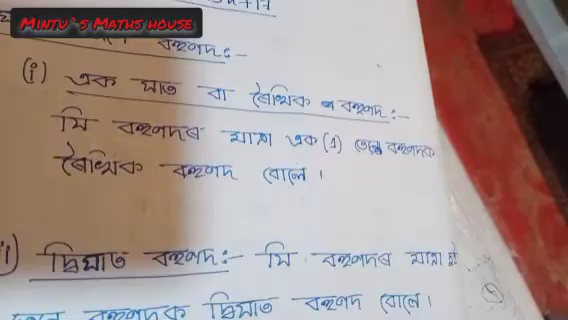 Mintu`s Maths house
বহুপদ :-
(i) এক ঘাত বা ৰৈখিক বহুপদ :-
যি বহুপদৰ মাত্ৰা এক (1) তেনে বহুপদক
ৰৈখিক বহুপদ বোলে ।
দ্বিঘাত বহুপদ :- যি বহুপদৰ মাত্ৰা
তেনে বহুপদক দ্বিঘাত বহুপদ বোলে ।